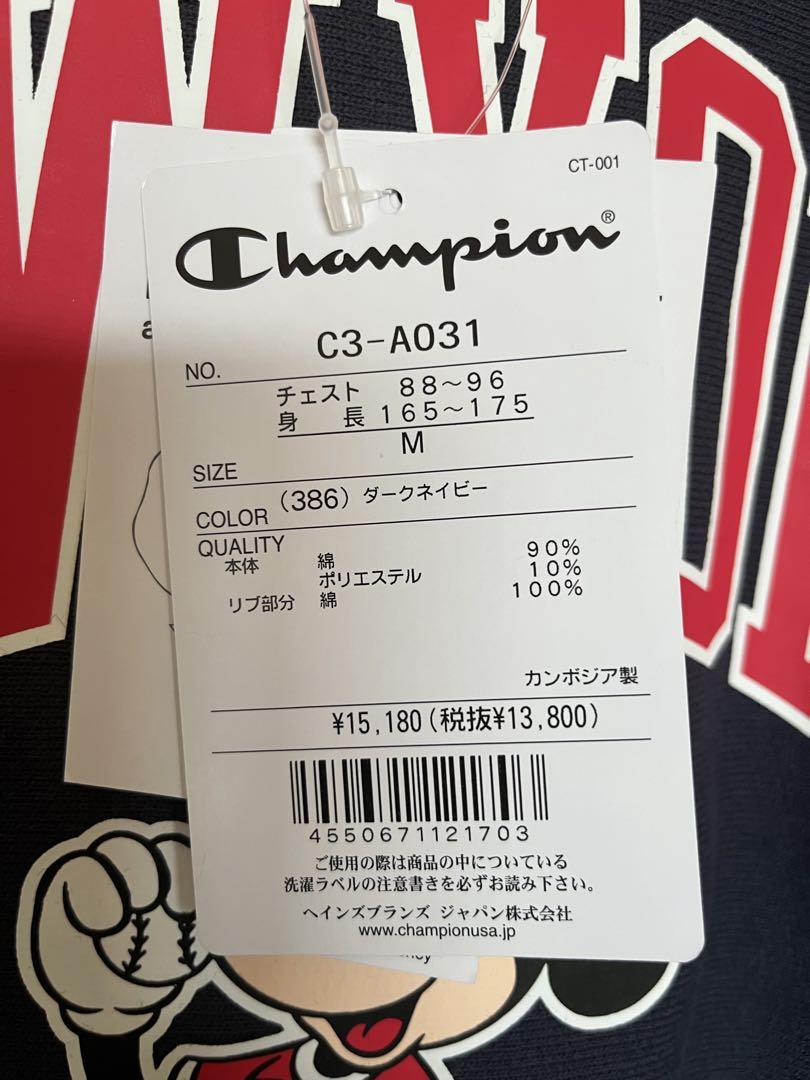 CT-001
Champion®
NO. C3-A031
チェスト 88～96
身 長 165～175
SIZE M
COLOR (386) ダークネイビー
QUALITY
本体 綿 90%
ポリエステル 10%
リブ部分 綿 100%
カンボジア製
¥15,180(税抜¥13,800)
4550671121703
ご使用の際は商品の中についている
洗濯ラベルの注意書きを必ずお読み下さい。
ヘインズブランズ ジャパン株式会社
www.championusa.jp